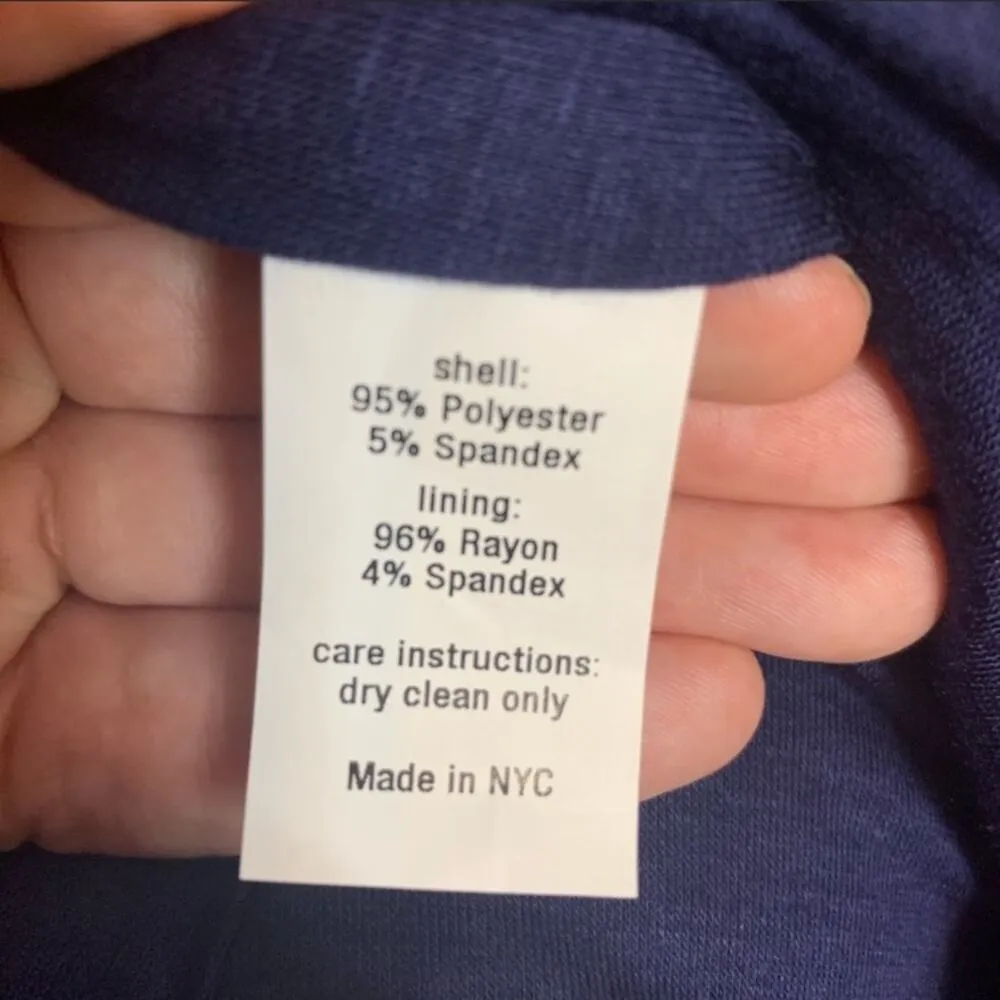 shell:
95% Polyester
5% Spandex
lining:
96% Rayon
4% Spandex
care instructions:
dry clean only
Made in NYC